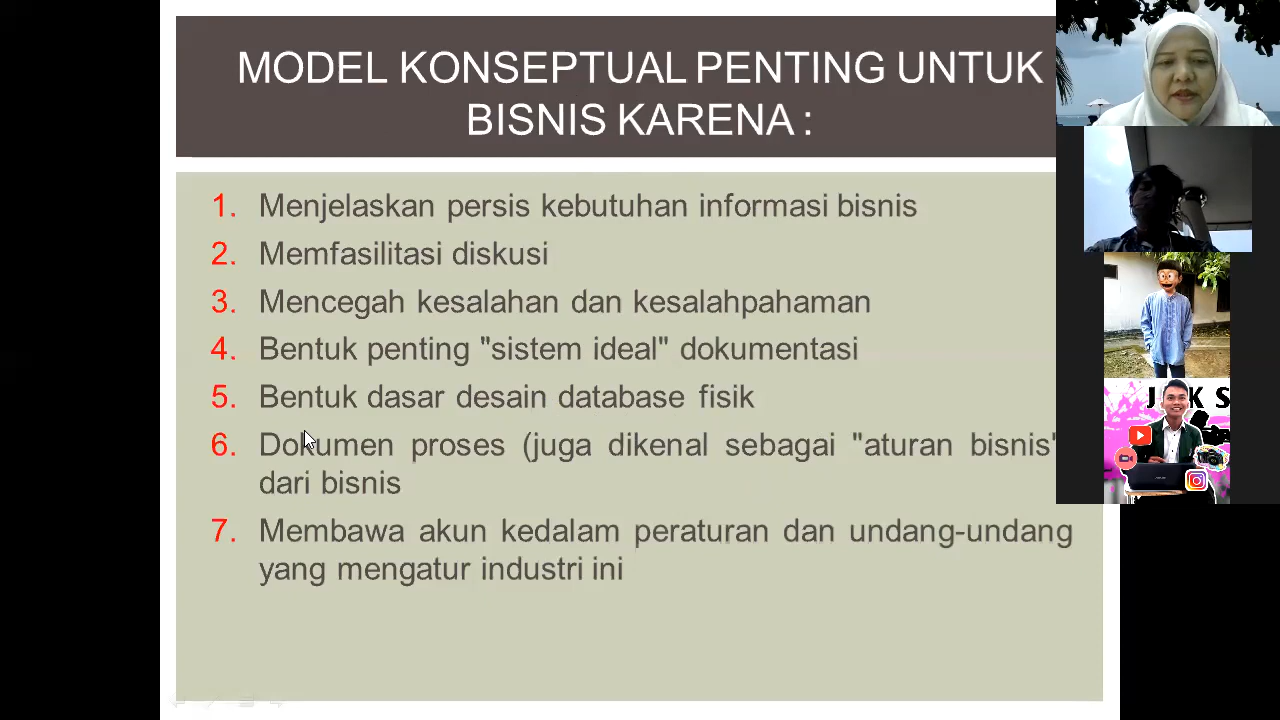 MODEL KONSEPTUAL PENTING UNTUK
BISNIS KARENA :
1. Menjelaskan persis kebutuhan informasi bisnis
2. Memfasilitasi diskusi
3. Mencegah kesalahan dan kesalahpahaman
4. Bentuk penting "sistem ideal" dokumentasi
5. Bentuk dasar desain database fisik
6. Dokumen proses (juga dikenal sebagai "aturan bisnis"
dari bisnis
7. Membawa akun kedalam peraturan dan undang-undang
yang mengatur industri ini